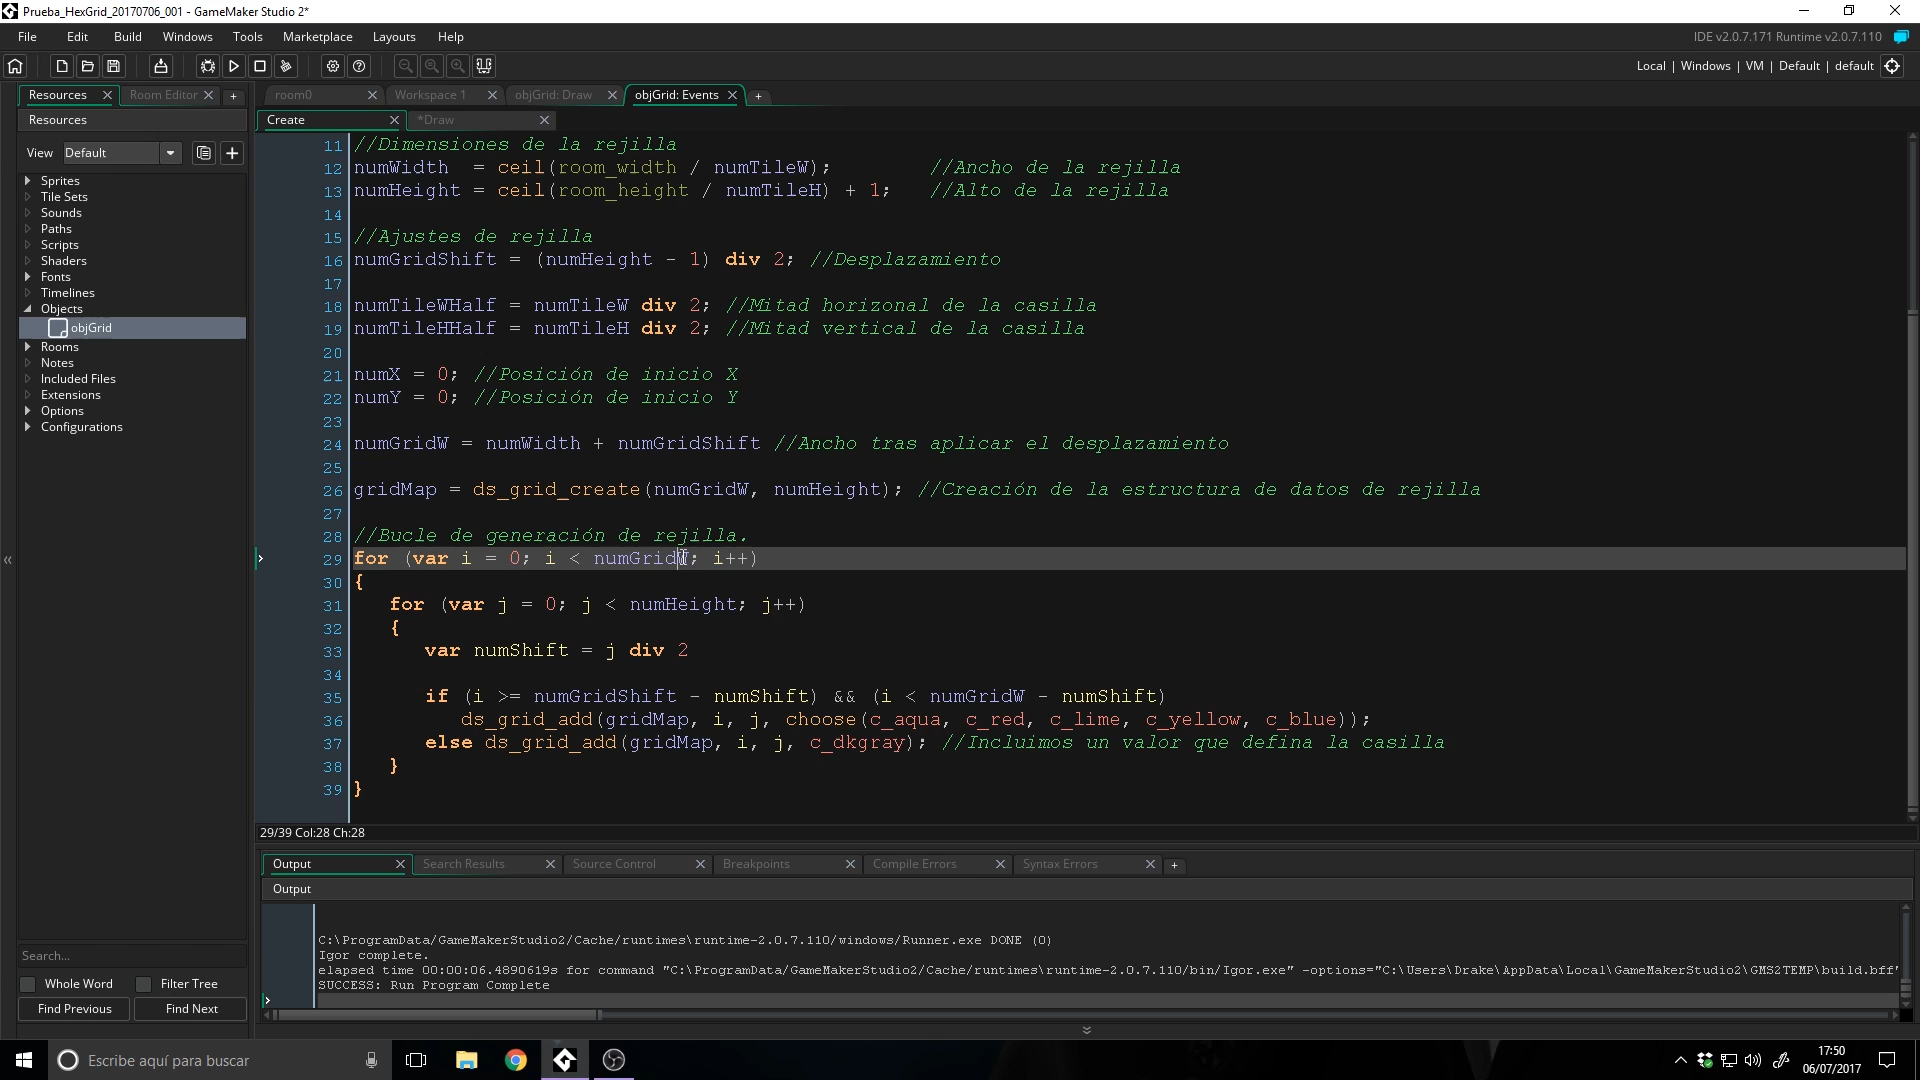 Prueba_HexGrid_20170706_001 - GameMaker Studio 2*
File Edit Build Windows Tools Marketplace Layouts Help
IDE v2.0.7.171 Runtime v2.0.7.110
Local | Windows | VM | Default | default
Resources Room Editor +
room0 Workspace 1 objGrid: Draw objGrid: Events +
Resources
Create *Draw
View Default
Sprites
Tile Sets
Sounds
Paths
Scripts
Shaders
Fonts
Timelines
Objects
objGrid
Rooms
Notes
Included Files
Extensions
Options
Configurations
11 //Dimensiones de la rejilla
12 numWidth = ceil(room_width / numTileW); //Ancho de la rejilla
13 numHeight = ceil(room_height / numTileH) + 1; //Alto de la rejilla
14
15 //Ajustes de rejilla
16 numGridShift = (numHeight - 1) div 2; //Desplazamiento
17
18 numTileWHalf = numTileW div 2; //Mitad horizonal de la casilla
19 numTileHHalf = numTileH div 2; //Mitad vertical de la casilla
20
21 numX = 0; //Posición de inicio X
22 numY = 0; //Posición de inicio Y
23
24 numGridW = numWidth + numGridShift //Ancho tras aplicar el desplazamiento
25
26 gridMap = ds_grid_create(numGridW, numHeight); //Creación de la estructura de datos de rejilla
27
28 //Bucle de generación de rejilla.
29 for (var i = 0; i < numGridW; i++)
30 {
31 for (var j = 0; j < numHeight; j++)
32 {
33 var numShift = j div 2
34
35 if (i >= numGridShift - numShift) && (i < numGridW - numShift)
36 ds_grid_add(gridMap, i, j, choose(c_aqua, c_red, c_lime, c_yellow, c_blue));
37 else ds_grid_add(gridMap, i, j, c_dkgray); //Incluimos un valor que defina la casilla
38 }
39 }
29/39 Col:28 Ch:28
Output Search Results Source Control Breakpoints Compile Errors Syntax Errors +
Output
C:\ProgramData/GameMakerStudio2/Cache/runtimes\runtime-2.0.7.110/windows/Runner.exe DONE (0)
Igor complete.
elapsed time 00:00:06.4890619s for command "C:\ProgramData/GameMakerStudio2/Cache/runtimes\runtime-2.0.7.110/bin/Igor.exe" -options="C:\Users\Drake\AppData\Local\GameMakerStudio2\GMS2TEMP\build.bff"
SUCCESS: Run Program Complete
Search...
Whole Word Filter Tree
Find Previous Find Next
Escribe aquí para buscar
17:50
06/07/2017